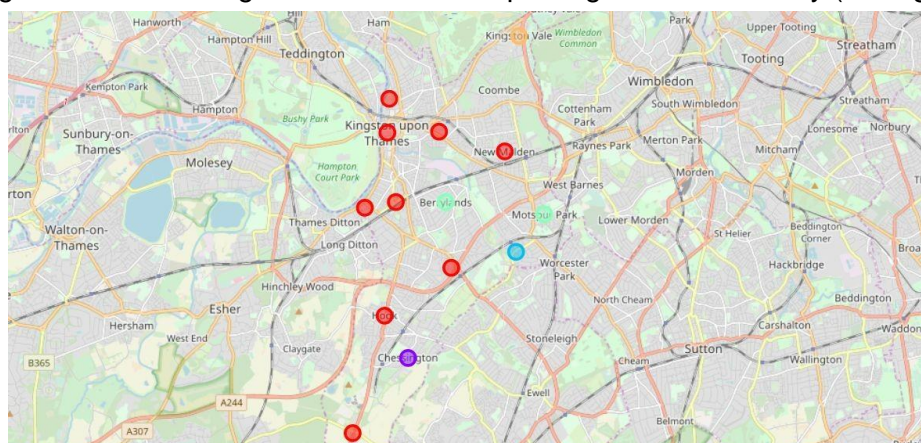 Hanworth
Ham
Kingston Vale
Wimbledon
Common
Park
Upper Tooting
Hampton Hill
Teddington
Tooting
Streatham
Kempton Park
Coombe
Wimbledon
Hampton
Bushy Park
Cottenham
Park
South Wimbledon
Streatham
Sunbury-on-
Thames
Kingston upon
Thames
Lonesome
Norbury
Molesey
New Malden
Raynes Park
Merton Park
Mitcham
Hampton
Court Park
Morden
West Barnes
Berrylands
Motspur Park
Lower Morden
Thames Ditton
Walton-on-
Thames
Long Ditton
St Helier
Beddington
Corner
Worcester
Park
Hackbridge
Hinchley Wood
Beddington
Esher
North Cheam
Hersham
Hook
West End
Stoneleigh
Carshalton
Claygate
Sutton
Chessington
Cheam
Wallington
B365
Ewell
A244
Belmont
A307